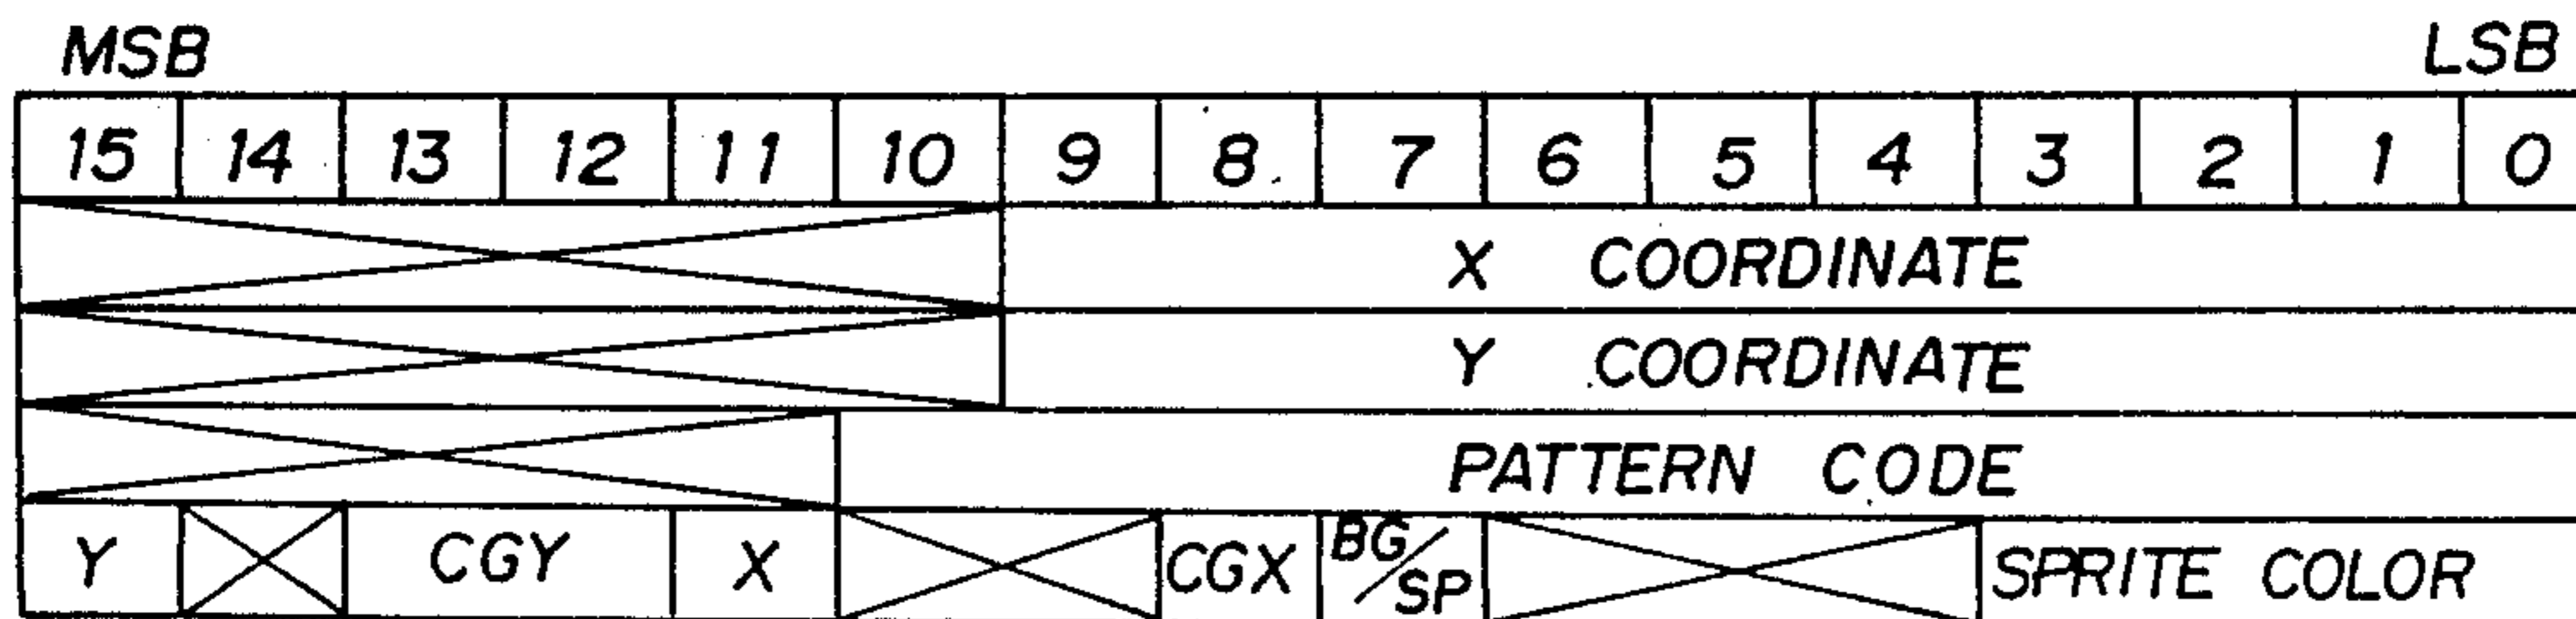 MSB LSB
15 14 13 12 11 10 9 8 7 6 5 4 3 2 1 0
X COORDINATE
Y COORDINATE
PATTERN CODE
Y CGY X CGX BG/SP SPRITE COLOR